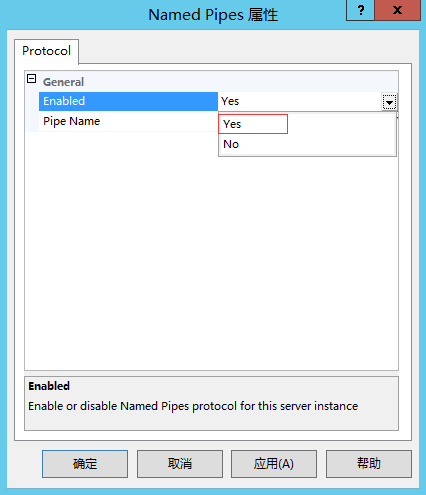 Named Pipes 属性
?
x
Protocol
General
Enabled Yes
Pipe Name
Yes
No
Enabled
Enable or disable Named Pipes protocol for this server instance
确定 取消 应用(A) 帮助